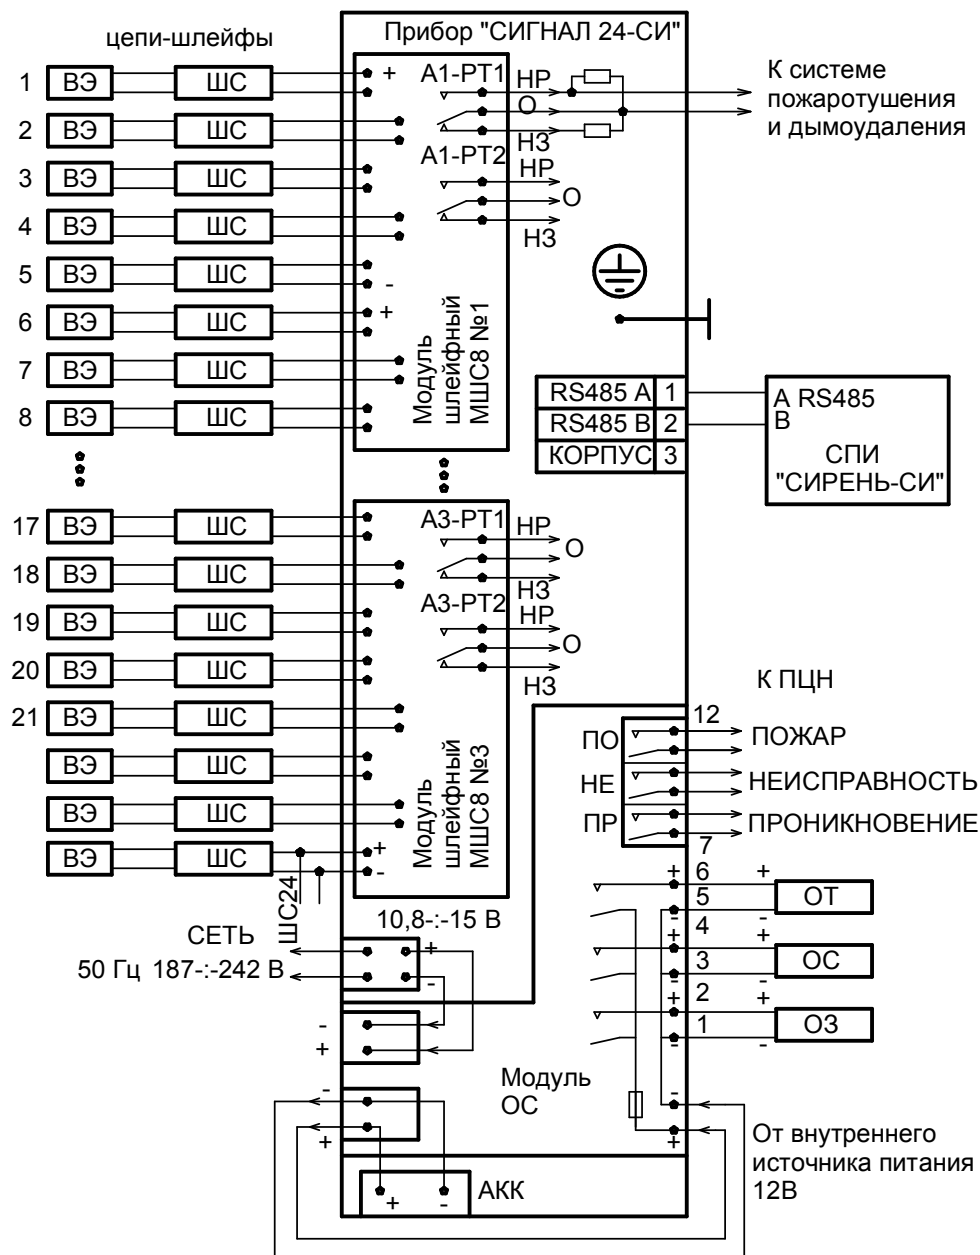 цепи-шлейфы
Прибор "СИГНАЛ 24-СИ"
1 ВЭ ШС
2 ВЭ ШС
3 ВЭ ШС
4 ВЭ ШС
5 ВЭ ШС
6 ВЭ ШС
7 ВЭ ШС
8 ВЭ ШС
+
-
+
А1-РТ1
НР
О
НЗ
А1-РТ2
НР
О
НЗ
Модуль
шлейфный
МШС8 №1
К системе
пожаротушения
и дымоудаления
RS485 A 1
RS485 B 2
КОРПУС 3
A RS485
B
СПИ
"СИРЕНЬ-СИ"
17 ВЭ ШС
18 ВЭ ШС
19 ВЭ ШС
20 ВЭ ШС
21 ВЭ ШС
ВЭ ШС
ВЭ ШС
ВЭ ШС
+
-
ШС24
А3-РТ1
НР
О
НЗ
А3-РТ2
НР
О
НЗ
Модуль
шлейфный
МШС8 №3
К ПЦН
12
ПО ПОЖАР
НЕ НЕИСПРАВНОСТЬ
ПР ПРОНИКНОВЕНИЕ
7
+ 6 +
ОТ
- 5 -
+ 4 +
ОС
- 3 -
+ 2 +
ОЗ
- 1 -
10,8-:-15 В
СЕТЬ
50 Гц 187-:-242 В
+
-
-
+
-
+
Модуль
ОС
-
+
От внутреннего
источника питания
12В
+ -
АКК